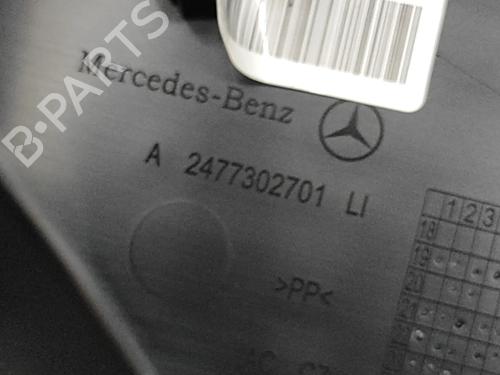 B-PARTS
Mercedes-Benz
A 2477302701 LI
1 2 3
18
19
20
21
>PP<